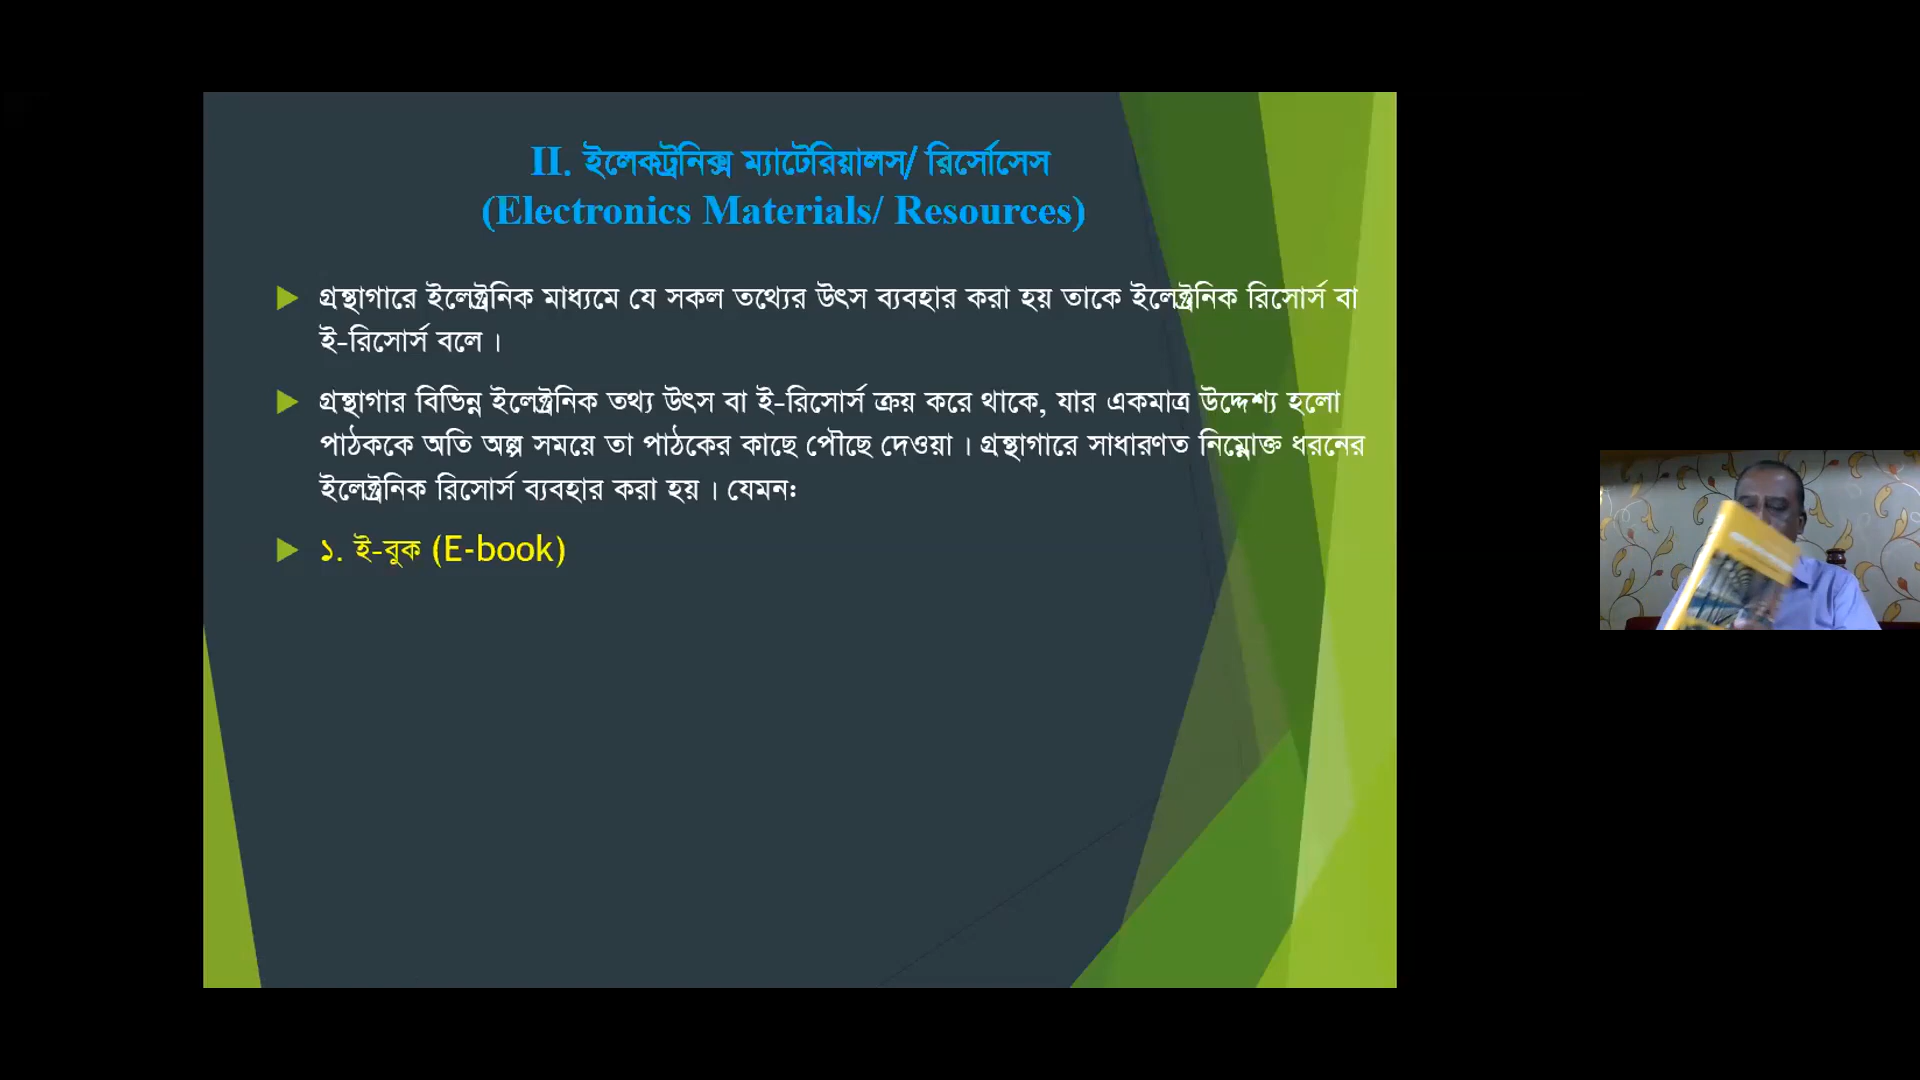 II. ইলেকট্রনিক্স ম্যাটেরিয়ালস/ রির্সোসেস
(Electronics Materials/ Resources)
গ্রন্থাগারে ইলেক্ট্রনিক মাধ্যমে যে সকল তথ্যের উৎস ব্যবহার করা হয় তাকে ইলেক্ট্রনিক রিসোর্স বা
ই-রিসোর্স বলে ।
গ্রন্থাগার বিভিন্ন ইলেক্ট্রনিক তথ্য উৎস বা ই-রিসোর্স ক্রয় করে থাকে, যার একমাত্র উদ্দেশ্য হলো
পাঠককে অতি অল্প সময়ে তা পাঠকের কাছে পৌছে দেওয়া । গ্রন্থাগারে সাধারণত নিম্নোক্ত ধরনের
ইলেক্ট্রনিক রিসোর্স ব্যবহার করা হয় । যেমনঃ
১. ই-বুক (E-book)